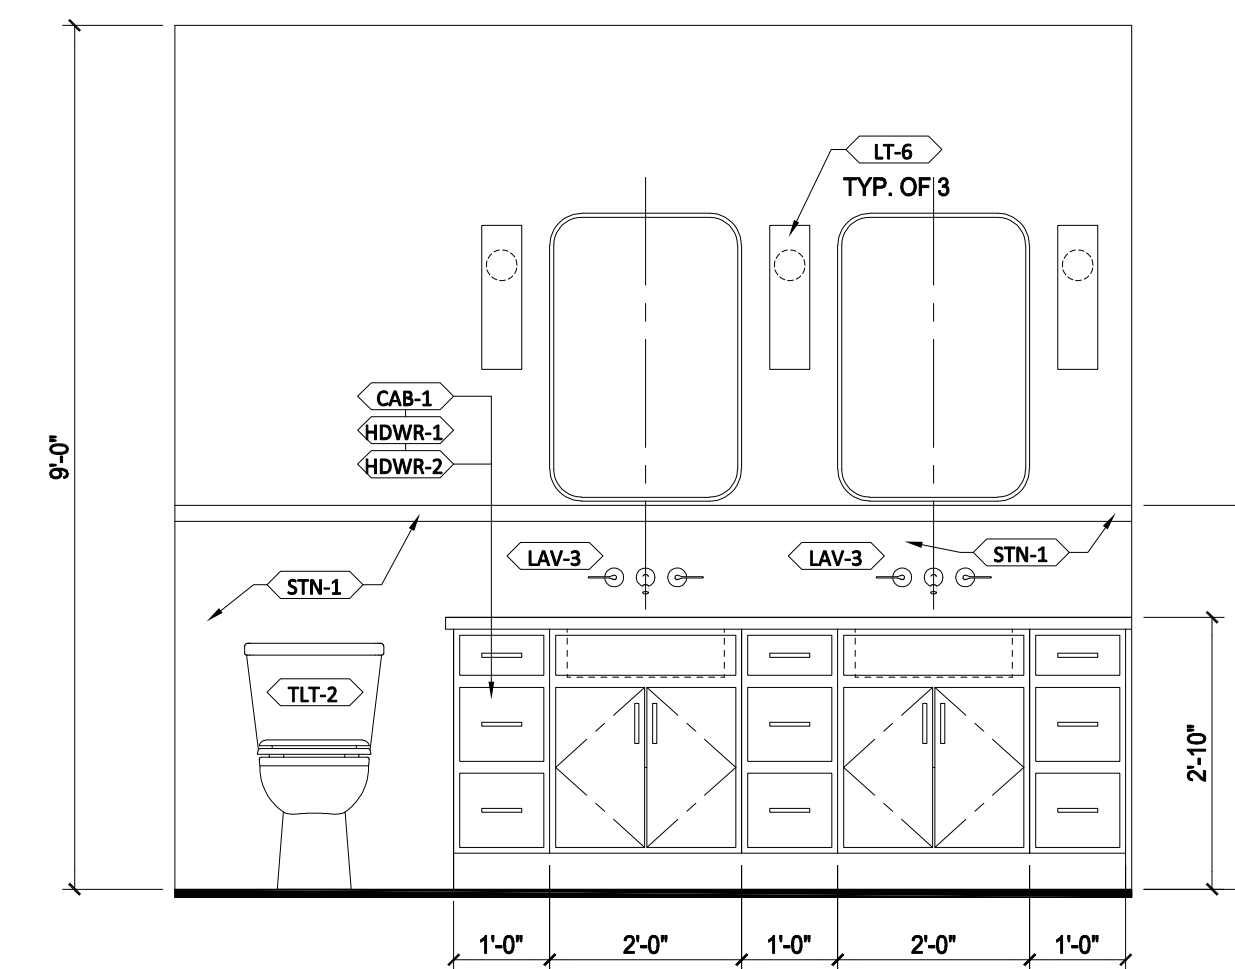 LT-6
TYP. OF 3
CAB-1
HDWR-1
HDWR-2
9'-0"
LAV-3
LAV-3
STN-1
STN-1
TLT-2
2'-10"
1'-0"
2'-0"
1'-0"
2'-0"
1'-0"